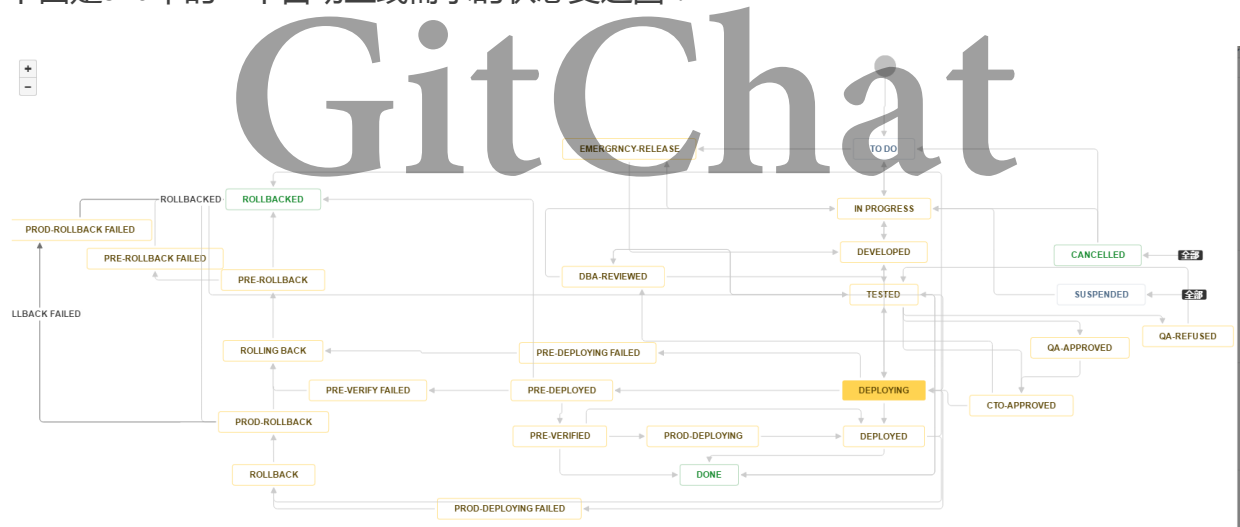 GitChat
+
−
EMERGRNCY-RELEASE
TO DO
ROLLBACKED
ROLLBACKED
IN PROGRESS
PROD-ROLLBACK FAILED
DEVELOPED
CANCELLED
全部
PRE-ROLLBACK FAILED
PRE-ROLLBACK
DBA-REVIEWED
TESTED
SUSPENDED
全部
LLBACK FAILED
QA-REFUSED
ROLLING BACK
PRE-DEPLOYING FAILED
QA-APPROVED
PRE-VERIFY FAILED
PRE-DEPLOYED
DEPLOYING
CTO-APPROVED
PROD-ROLLBACK
PRE-VERIFIED
PROD-DEPLOYING
DEPLOYED
ROLLBACK
DONE
PROD-DEPLOYING FAILED